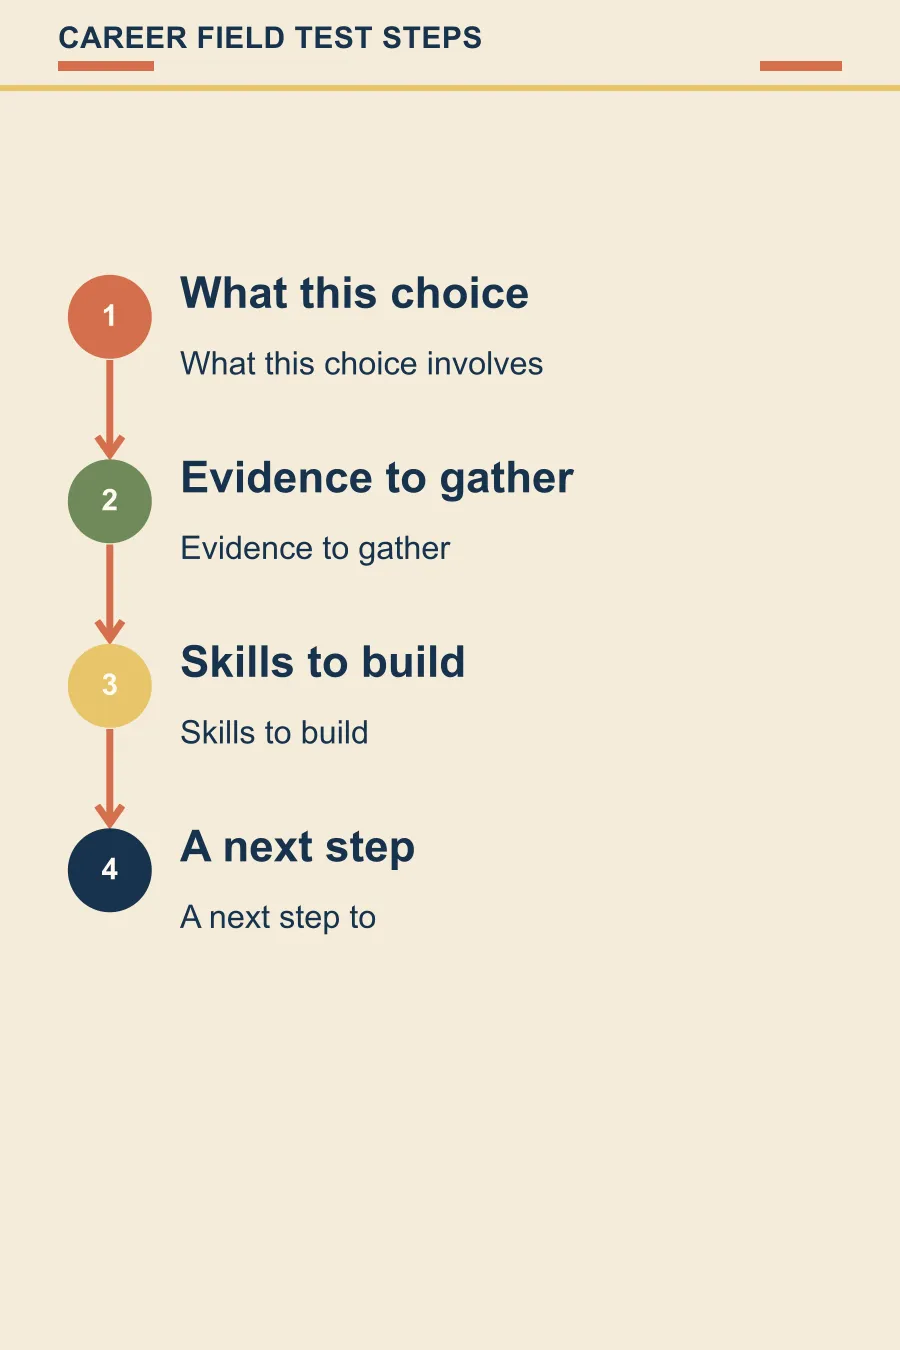 CAREER FIELD TEST STEPS
1
What this choice
What this choice involves
2
Evidence to gather
Evidence to gather
3
Skills to build
Skills to build
4
A next step
A next step to